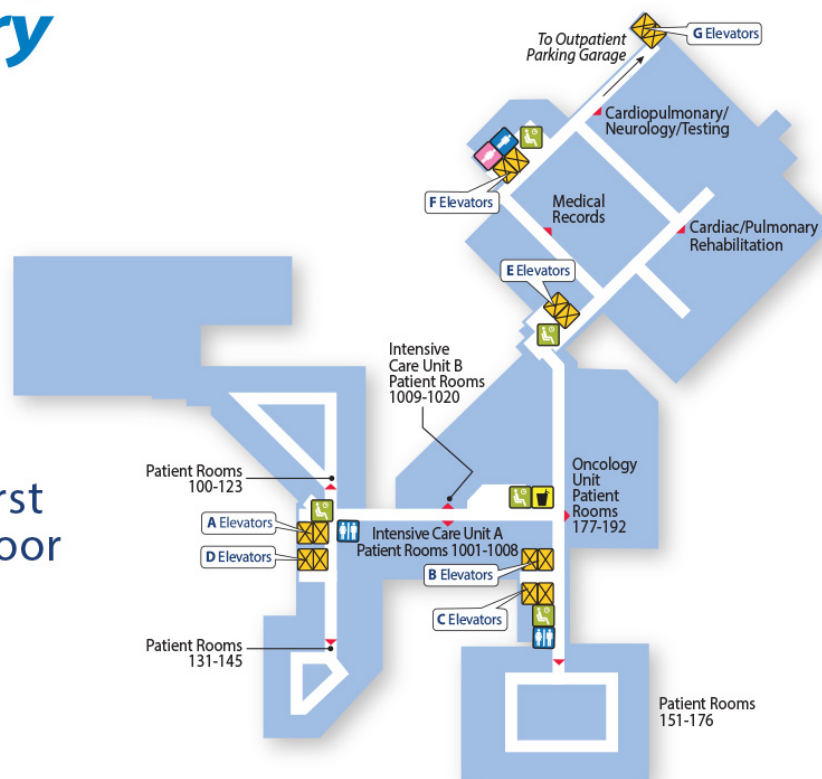 ry
To Outpatient
Parking Garage
G Elevators
Cardiopulmonary/
Neurology/Testing
F Elevators
Medical
Records
Cardiac/Pulmonary
Rehabilitation
E Elevators
Intensive
Care Unit B
Patient Rooms
1009-1020
Patient Rooms
100-123
rst
oor
A Elevators
D Elevators
Intensive Care Unit A
Patient Rooms 1001-1008
Oncology
Unit
Patient
Rooms
177-192
B Elevators
C Elevators
Patient Rooms
131-145
Patient Rooms
151-176